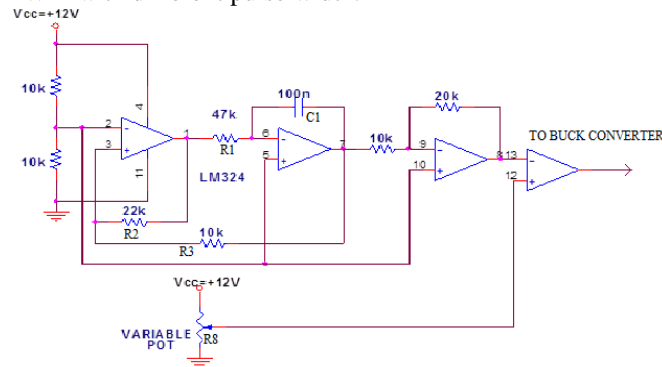 Vcc=+12V
10k
10k
2
3
4
11
1
47k
R1
100n
C1
6
5
7
LM324
22k
R2
10k
R3
10k
20k
9
10
8
13
12
TO BUCK CONVERTER
Vcc=+12V
VARIABLE
POT
R8